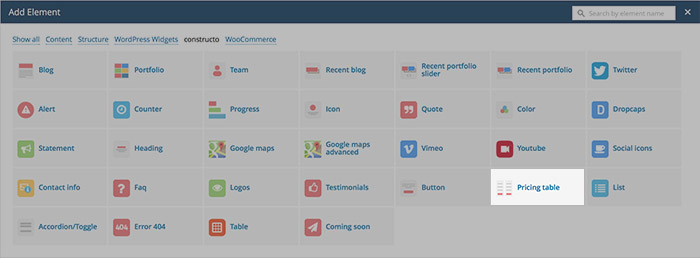 Add Element
Search by element name
Show all Content Structure WordPress Widgets constructo WooCommerce
Blog Portfolio Team Recent blog Recent portfolio slider Recent portfolio Twitter
Alert Counter Progress Icon Quote Color Dropcaps
Statement Heading Google maps Google maps advanced Vimeo Youtube Social icons
Contact info Faq Logos Testimonials Button Pricing table List
Accordion/Toggle 404 Error 404 Table Coming soon